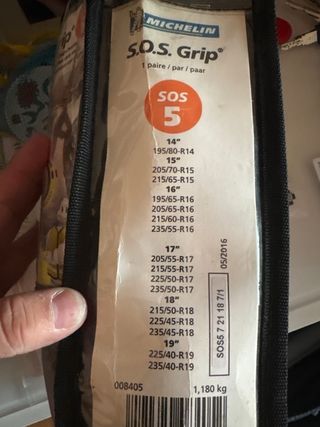 MICHELIN
S.O.S. Grip®
1 paire / par / paar
SOS
5
14"
195/80-R14
15"
205/70-R15
215/65-R15
16"
195/65-R16
205/65-R16
215/60-R16
235/55-R16
17"
205/55-R17
215/55-R17
225/50-R17
235/50-R17
18"
215/50-R18
225/45-R18
235/45-R18
19"
225/40-R19
235/40-R19
05/2016
SOS5 7 21 18 7/1
008405
1,180 kg
Grip®